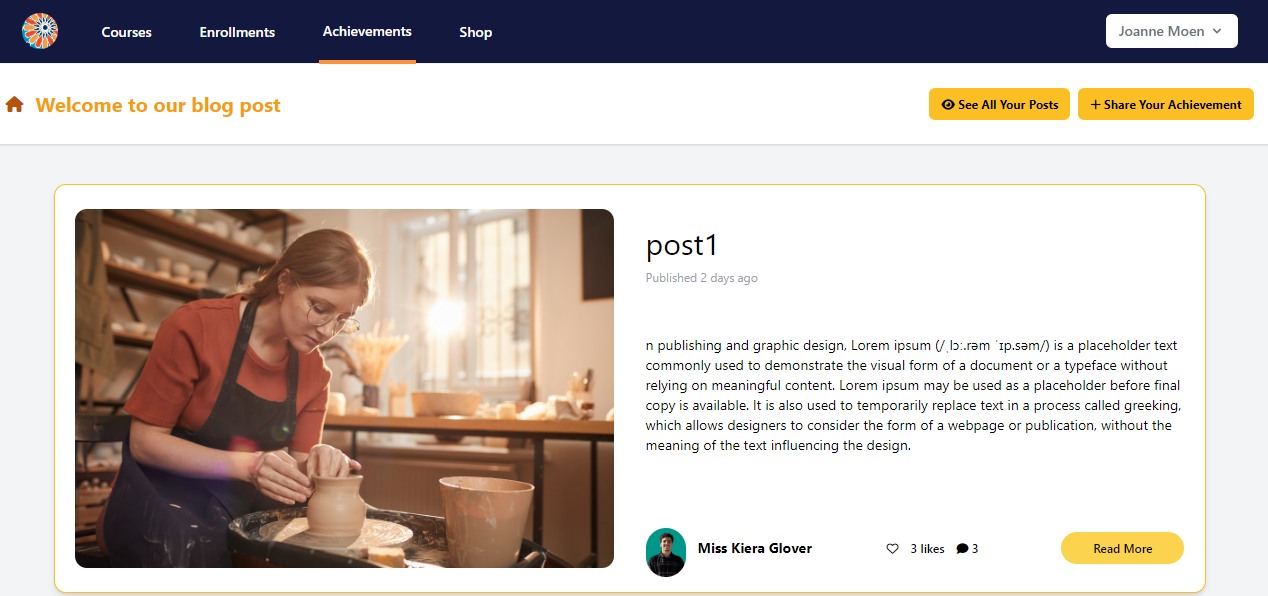 Courses Enrollments Achievements Shop Joanne Moen
Welcome to our blog post See All Your Posts + Share Your Achievement
post1
Published 2 days ago
n publishing and graphic design, Lorem ipsum (/ˌlɔː.rəm ˈɪp.səm/) is a placeholder text
commonly used to demonstrate the visual form of a document or a typeface without
relying on meaningful content. Lorem ipsum may be used as a placeholder before final
copy is available. It is also used to temporarily replace text in a process called greeking,
which allows designers to consider the form of a webpage or publication, without the
meaning of the text influencing the design.
Miss Kiera Glover 3 likes 3 Read More